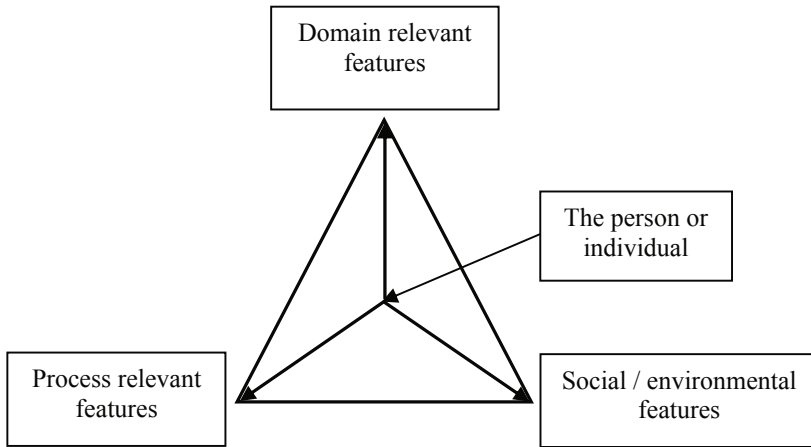 Domain relevant
features
The person or
individual
Process relevant
features
Social / environmental
features